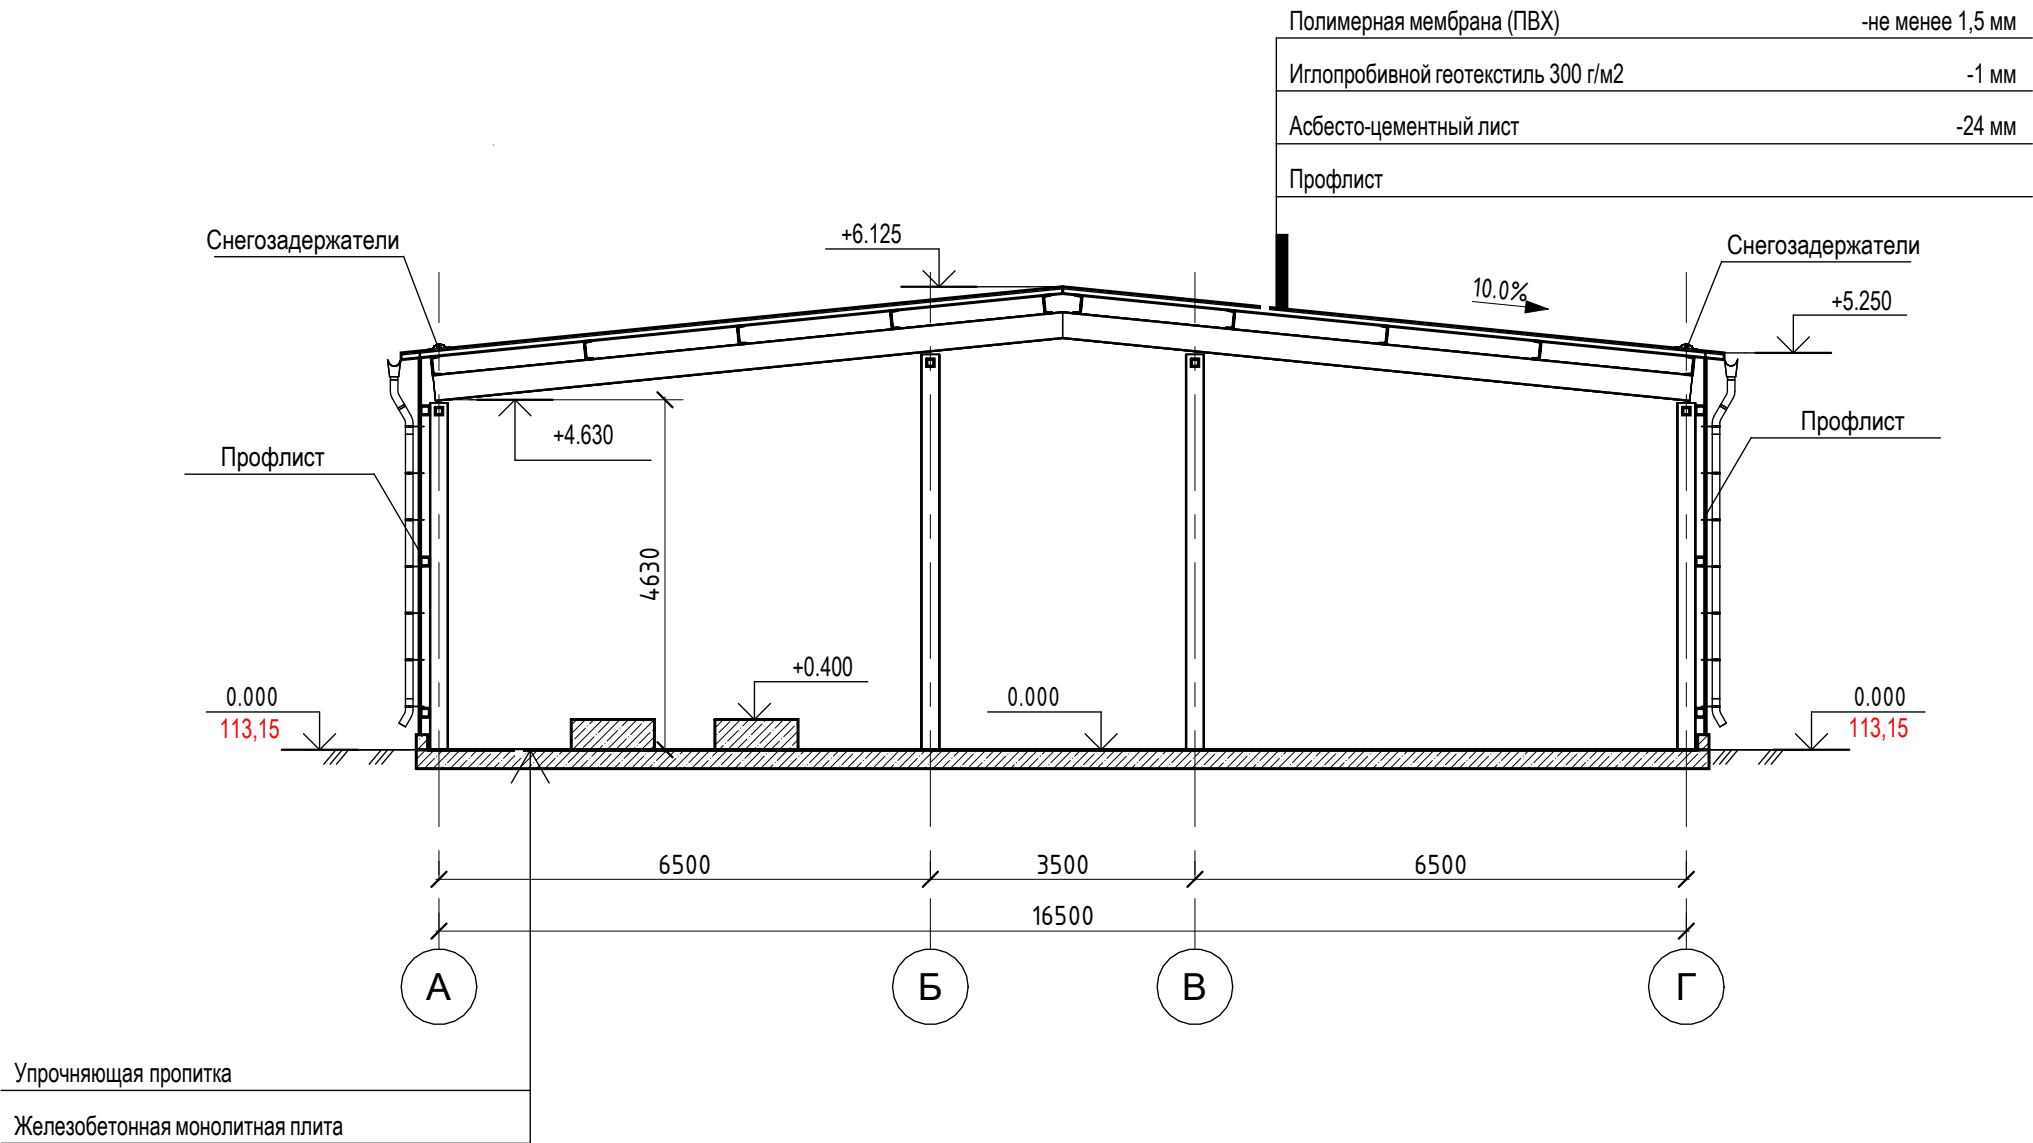 Полимерная мембрана (ПВХ) -не менее 1,5 мм
Иглопробивной геотекстиль 300 г/м2 -1 мм
Асбесто-цементный лист -24 мм
Профлист
Снегозадержатели
+6.125
Снегозадержатели
10.0%
+5.250
+4.630
Профлист
Профлист
4630
+0.400
0.000
113,15
0.000
0.000
113,15
6500
3500
6500
16500
А
Б
В
Г
Упрочняющая пропитка
Железобетонная монолитная плита